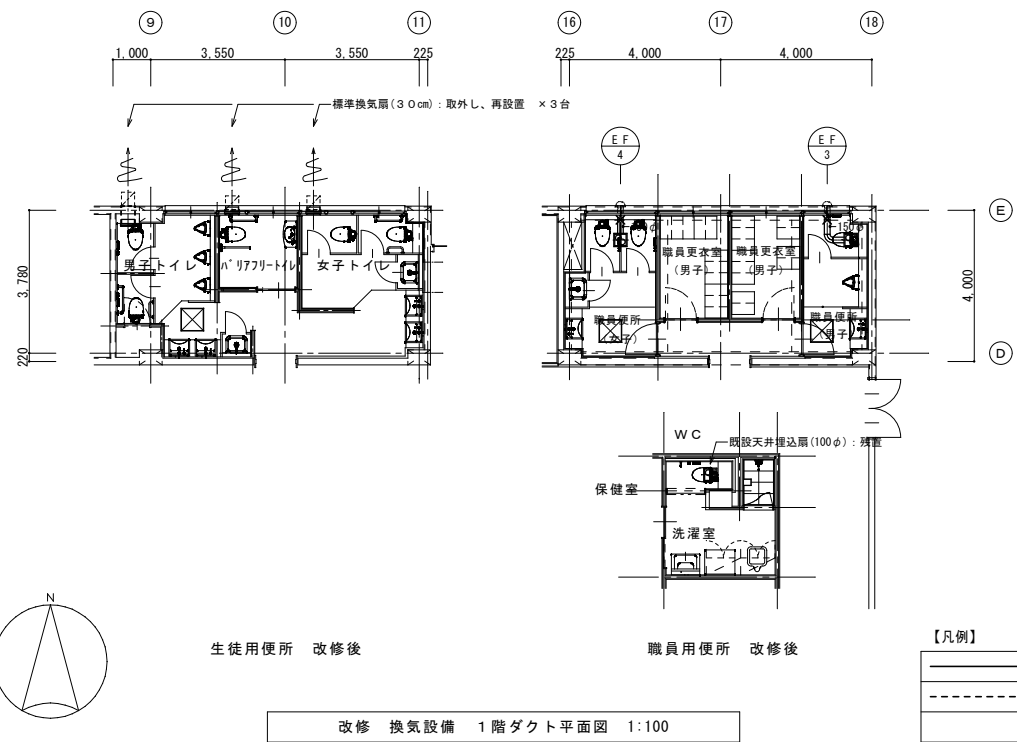 9 10 11 16 17 18
1,000 3,550 3,550 225 225 4,000 4,000
標準換気扇(30㎝):取外し、再設置 ×3台
EF
4
EF
3
E
150φ
3,780
男子トイレ バリアフリートイレ 女子トイレ
職員更衣室
(男子)
職員更衣室
(男子)
4,000
職員便所
(女子)
職員便所
(男子)
220
D
WC
既設天井埋込扇(100φ):残置
保健室
洗濯室
N
生徒用便所 改修後
職員用便所 改修後
【凡例】
改修 換気設備 1階ダクト平面図 1:100